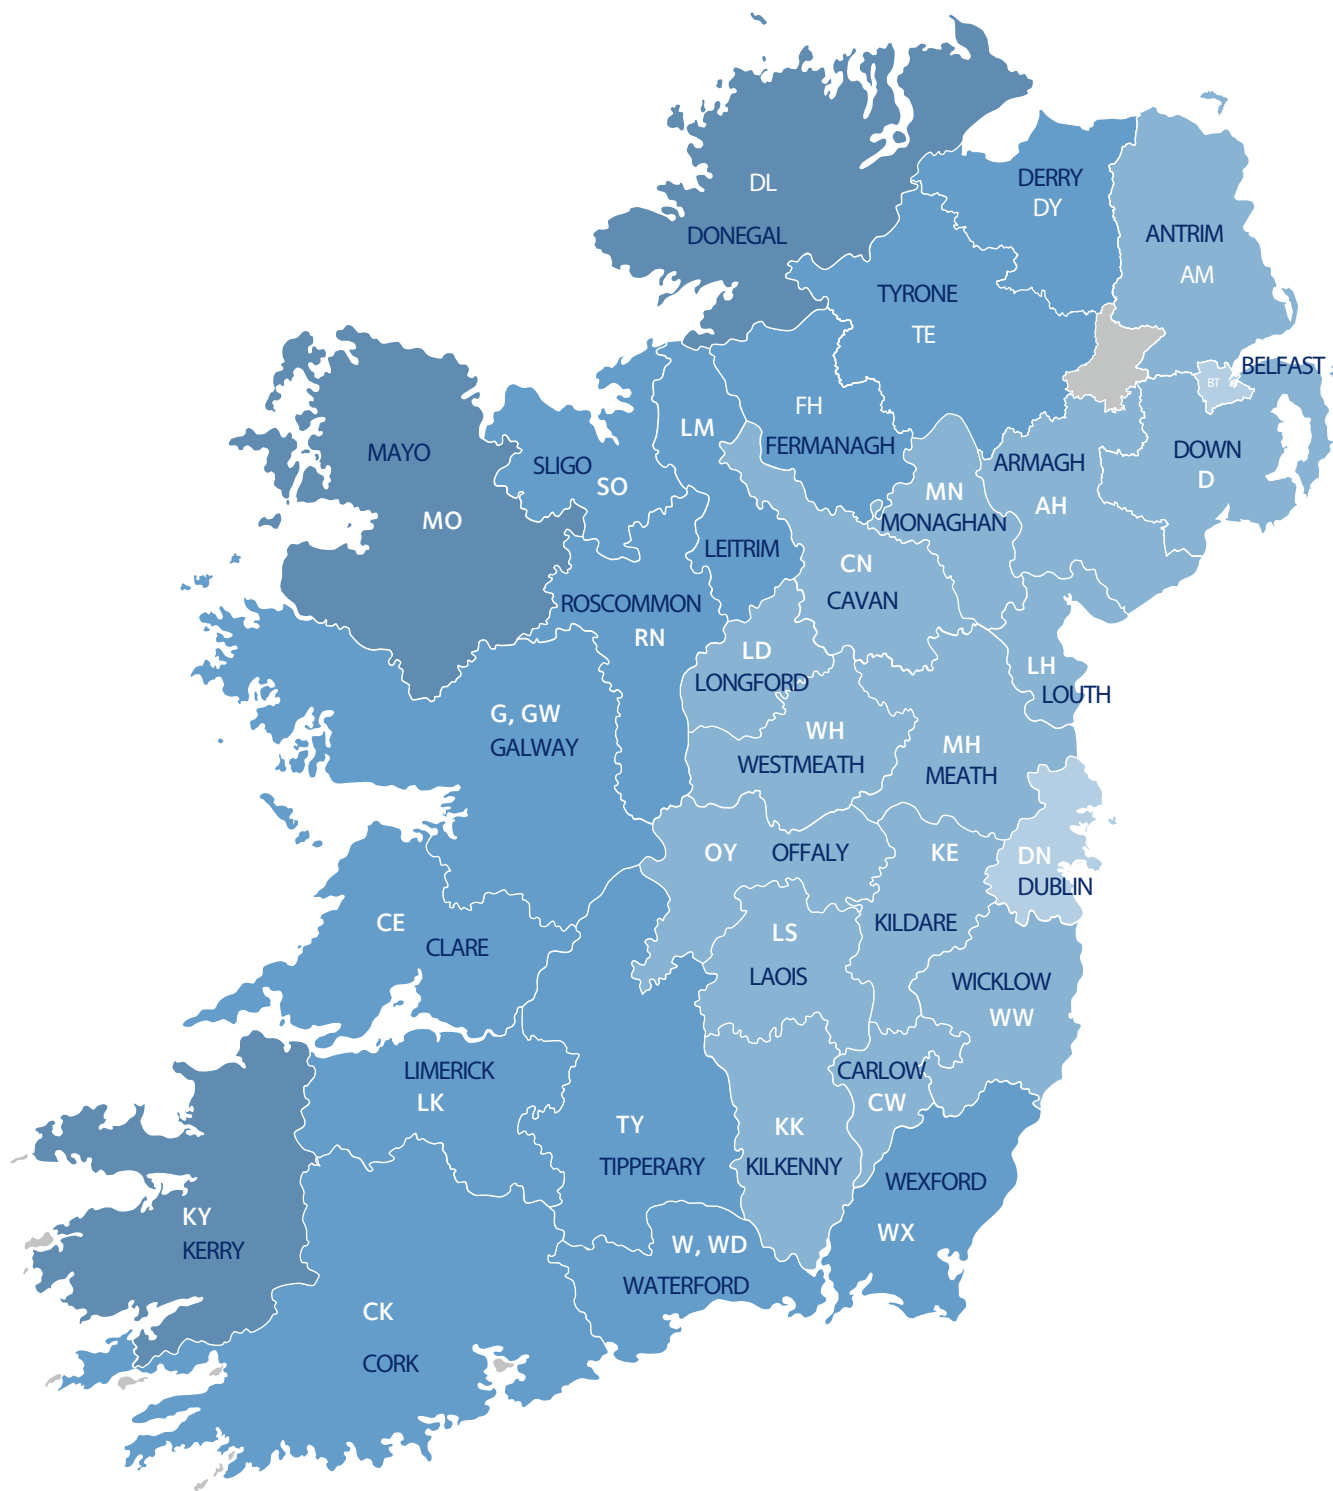 DL
DONEGAL
DERRY
DY
ANTRIM
AM
TYRONE
TE
BELFAST
BT
FH
FERMANAGH
LM
LEITRIM
MAYO
MO
SLIGO
SO
MN
MONAGHAN
ARMAGH
AH
DOWN
D
CN
CAVAN
ROSCOMMON
RN
LD
LONGFORD
LH
LOUTH
G, GW
GALWAY
WH
WESTMEATH
MH
MEATH
OY
OFFALY
KE
KILDARE
DN
DUBLIN
CE
CLARE
LS
LAOIS
WICKLOW
WW
LIMERICK
LK
CARLOW
CW
TY
TIPPERARY
KK
KILKENNY
WEXFORD
WX
KY
KERRY
W, WD
WATERFORD
CK
CORK